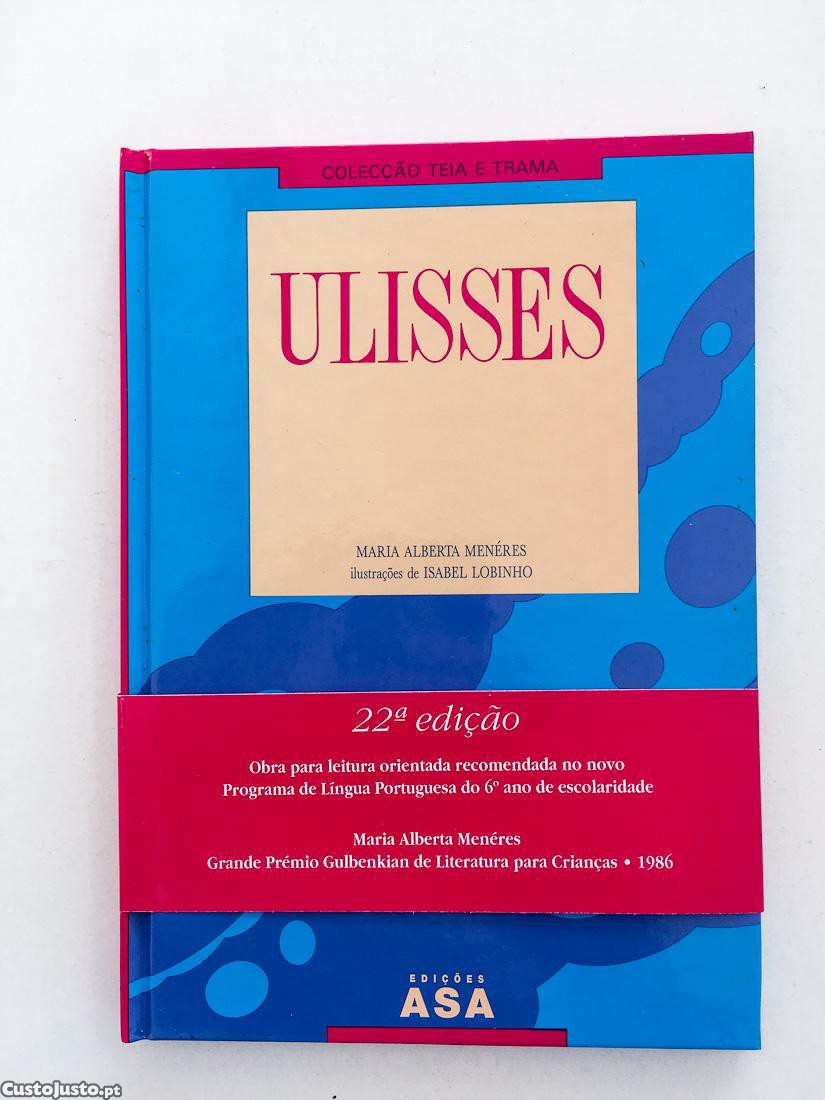 COLECÇÃO TEIA E TRAMA
ULISSES
MARIA ALBERTA MENÉRES
ilustrações de ISABEL LOBINHO
22ª edição
Obra para leitura orientada recomendada no novo
Programa de Língua Portuguesa do 6º ano de escolaridade
Maria Alberta Menéres
Grande Prémio Gulbenkian de Literatura para Crianças • 1986
EDIÇÕES
ASA
CustoJusto.pt